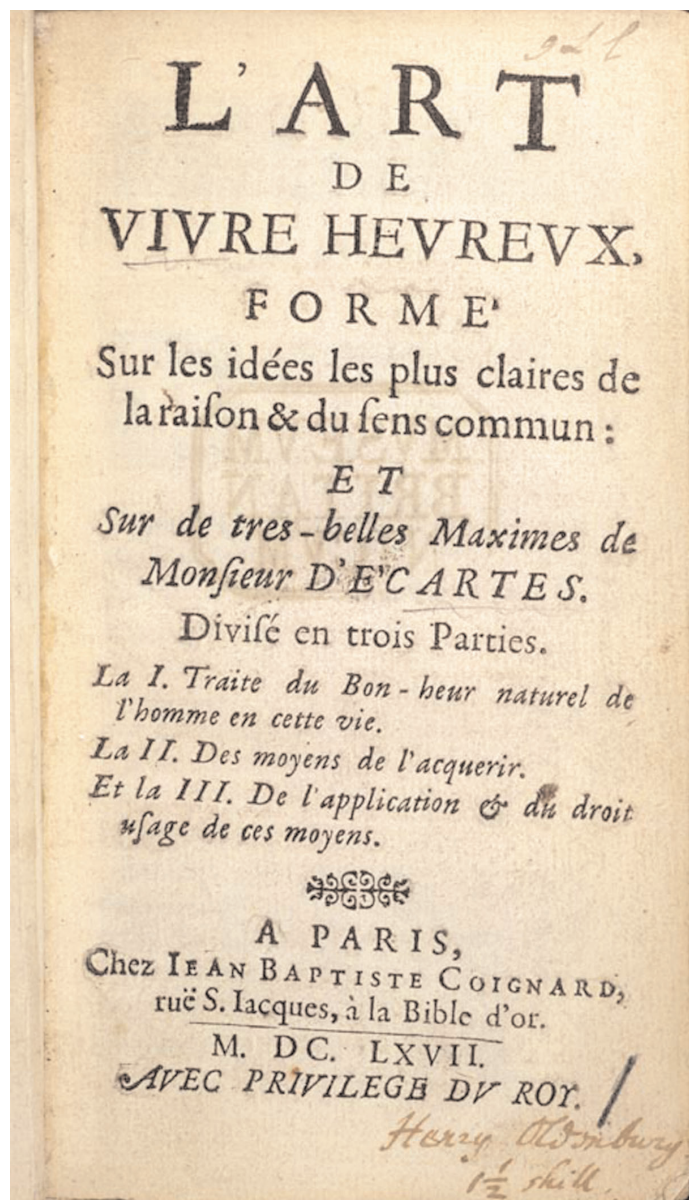 L'ART
DE
VIVRE HEVREVX,
FORME'
Sur les idées les plus claires de
la raiſon & du ſens commun :
ET
Sur de tres-belles Maximes de
Monſieur D'E'CARTES.
Diviſé en trois Parties.
La I. Traite du Bon-heur naturel de
l'homme en cette vie.
La II. Des moyens de l'acquerir.
Et la III. De l'application & du droit
uſage de ces moyens.
A PARIS,
Chez IEAN BAPTISTE COIGNARD,
ruë S. Iacques, à la Bible d'or.
M. DC. LXVII.
AVEC PRIVILEGE DV ROY.
Henry Oldenburg
1½ shill.